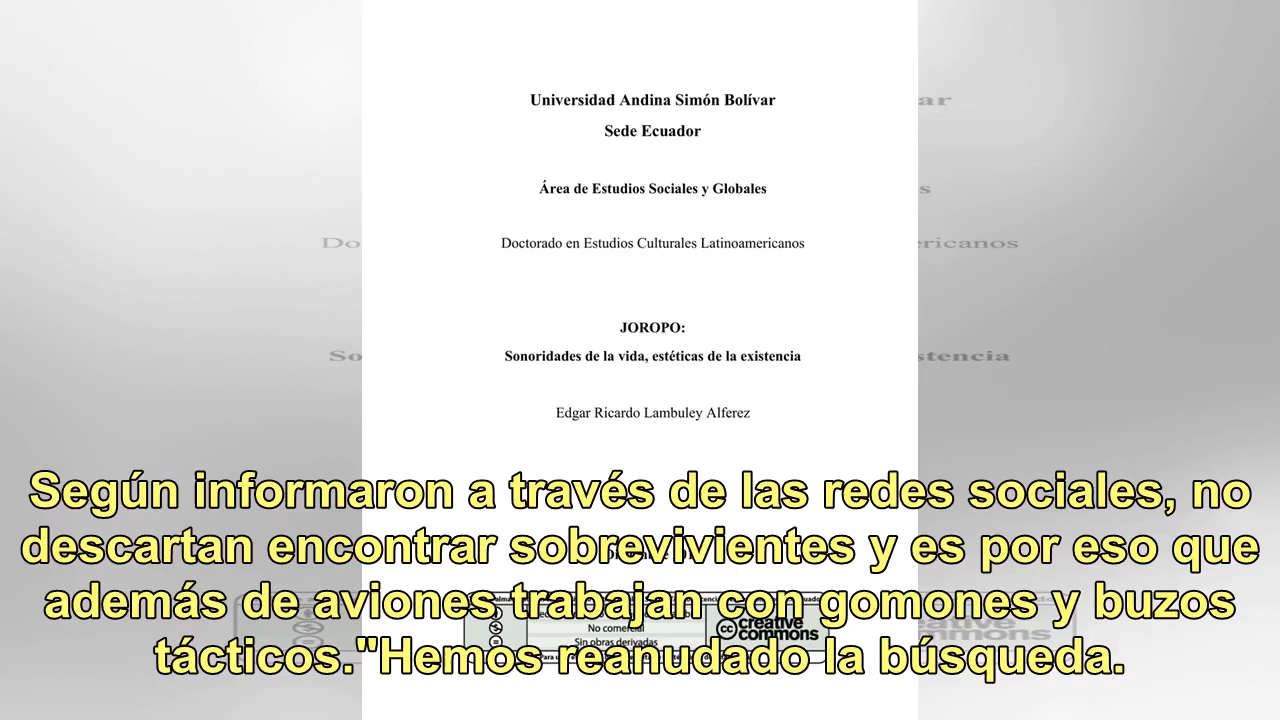 Universidad Andina Simón Bolívar
Sede Ecuador
Área de Estudios Sociales y Globales
Doctorado en Estudios Culturales Latinoamericanos
JOROPO:
Sonoridades de la vida, estéticas de la existencia
Edgar Ricardo Lambuley Alferez
Según informaron a través de las redes sociales, no
descartan encontrar sobrevivientes y es por eso que
además de aviones trabajan con gomones y buzos
tácticos."Hemos reanudado la búsqueda.
No comercial
Sin obras derivadas
creative
commons